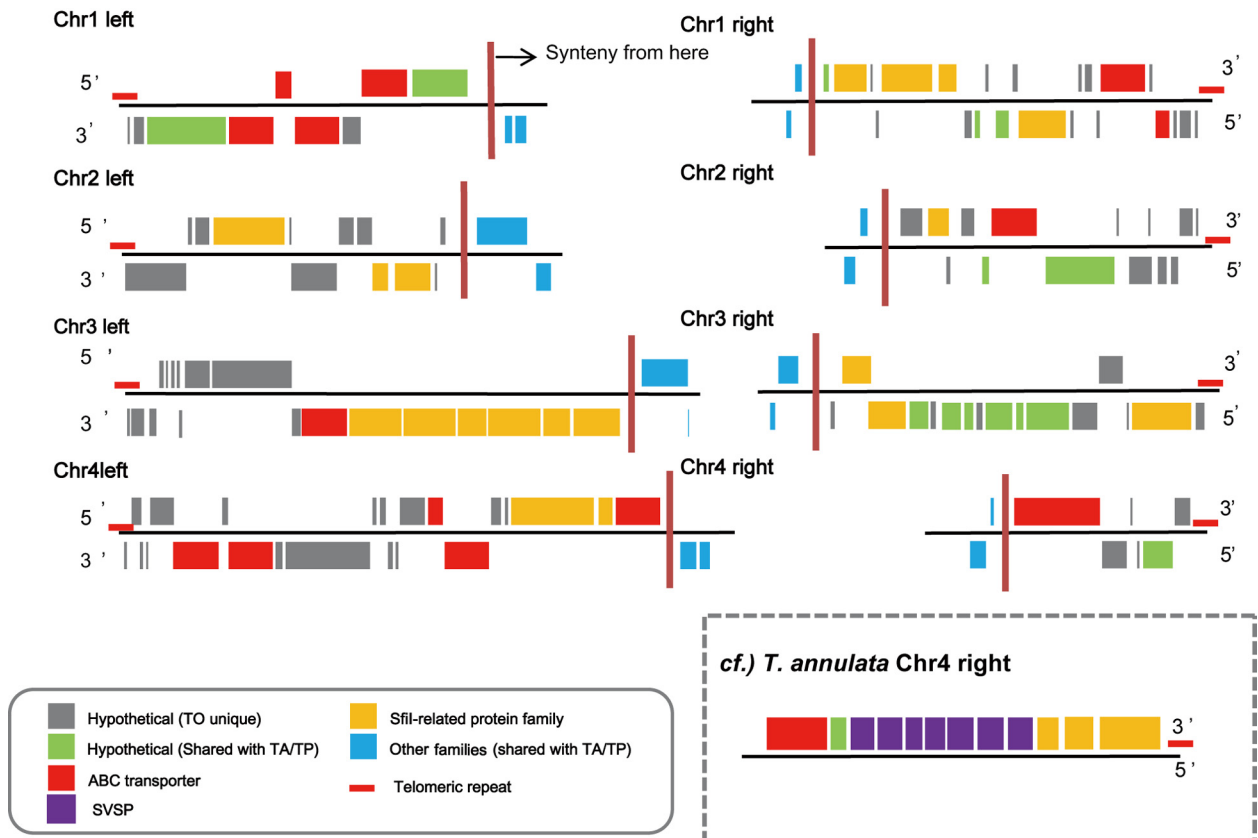 Chr1 left
Synteny from here
5 '
3 '
Chr1 right
3 '
5 '
Chr2 left
5 '
3 '
Chr2 right
3 '
5 '
Chr3 left
5 '
3 '
Chr3 right
3 '
5 '
Chr4left
5 '
3 '
Chr4 right
3 '
5 '
cf.) T. annulata Chr4 right
3 '
5 '
Hypothetical (TO unique)
Hypothetical (Shared with TA/TP)
ABC transporter
SVSP
SfiI-related protein family
Other families (shared with TA/TP)
Telomeric repeat